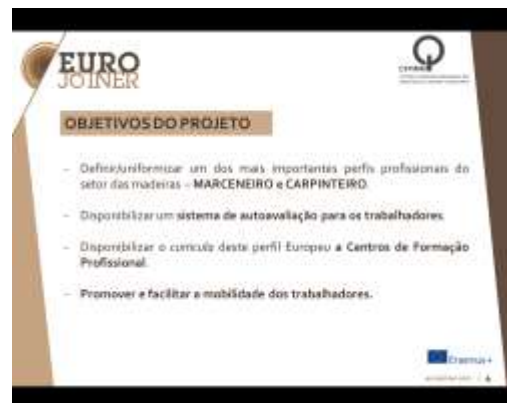 EURO
JOINER
OBJETIVOS DO PROJETO
– Definir/uniformizar um dos mais importantes perfis profissionais do
setor das madeiras – MARCENEIRO e CARPINTEIRO.
– Disponibilizar um sistema de autoavaliação para os trabalhadores.
– Disponibilizar o curriculo deste perfil Europeu a Centros de Formação
Profissional.
– Promover e facilitar a mobilidade dos trabalhadores.
Erasmus+